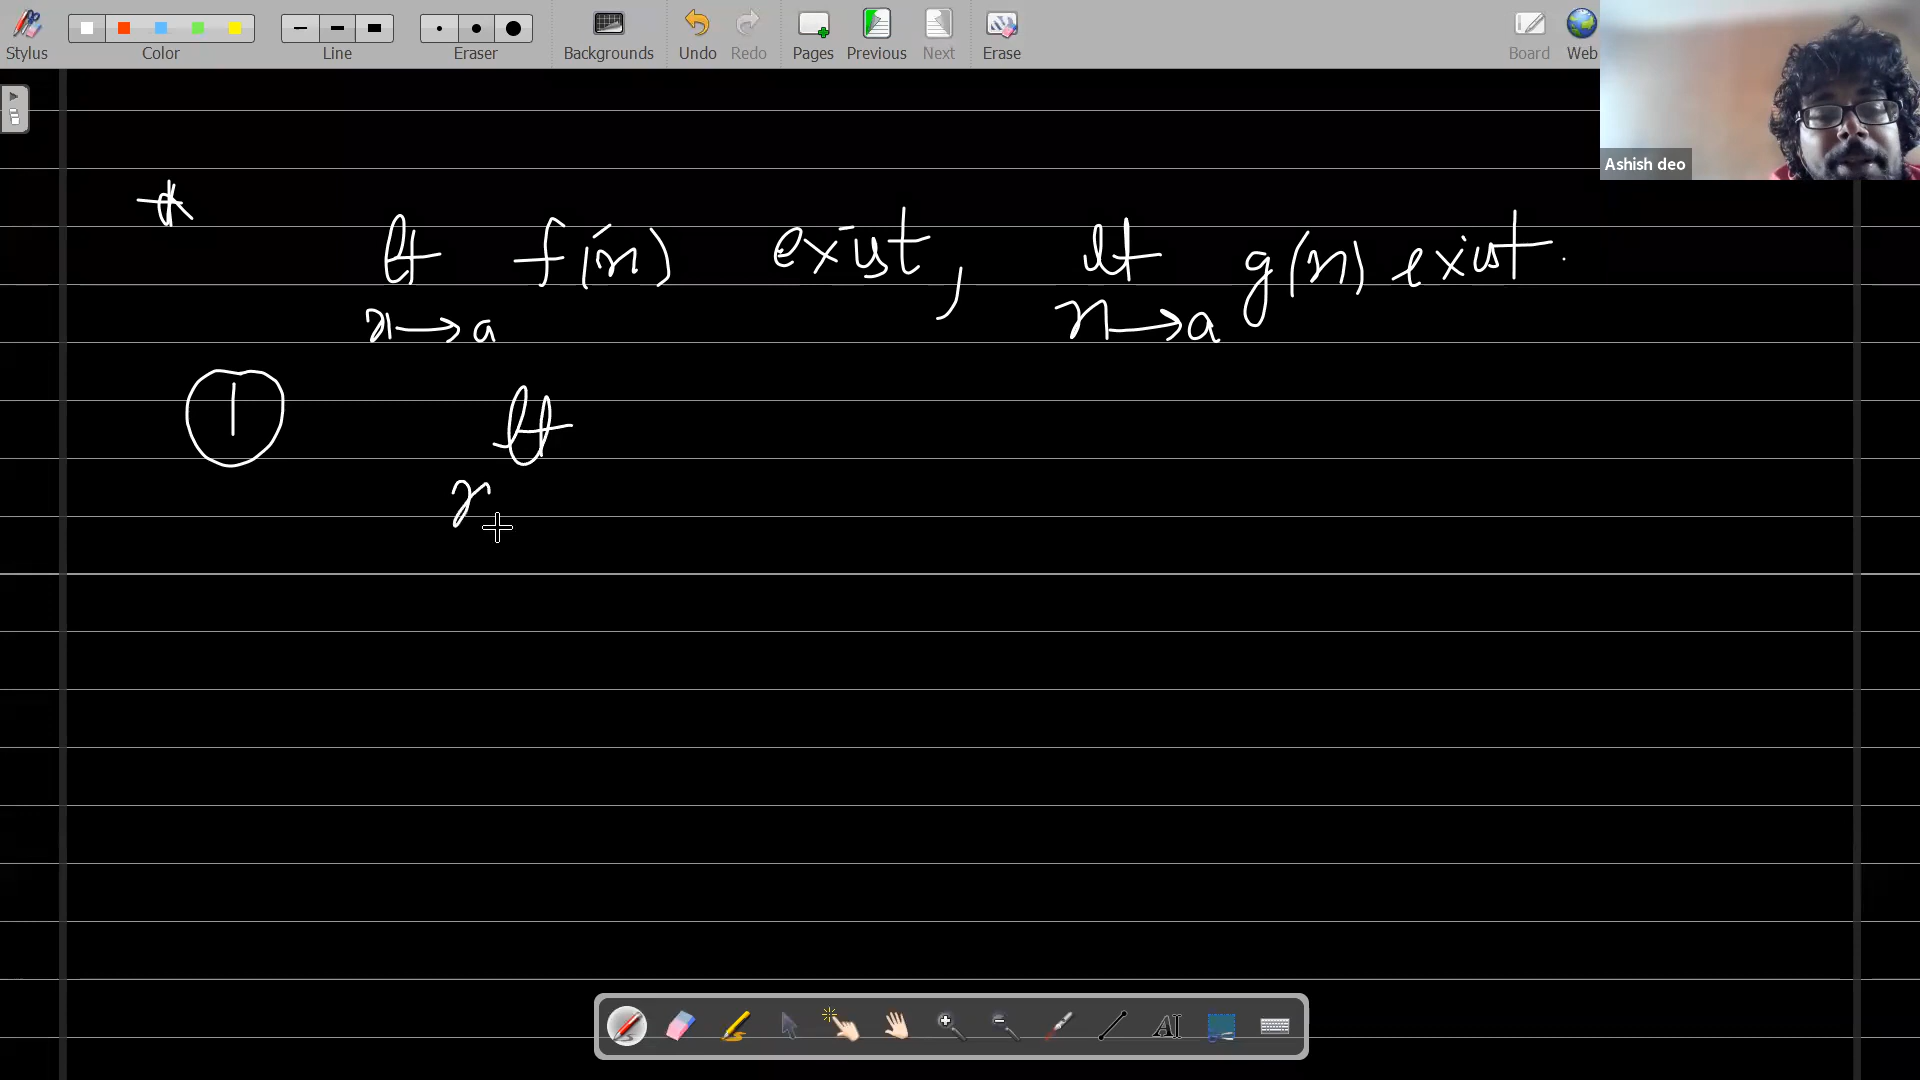 Stylus Color Line Eraser Backgrounds Undo Redo Pages Previous Next Erase Board Web
Ashish deo
* lt f(x) exist, lt g(x) exist.
x→a x→a
1 lt
x